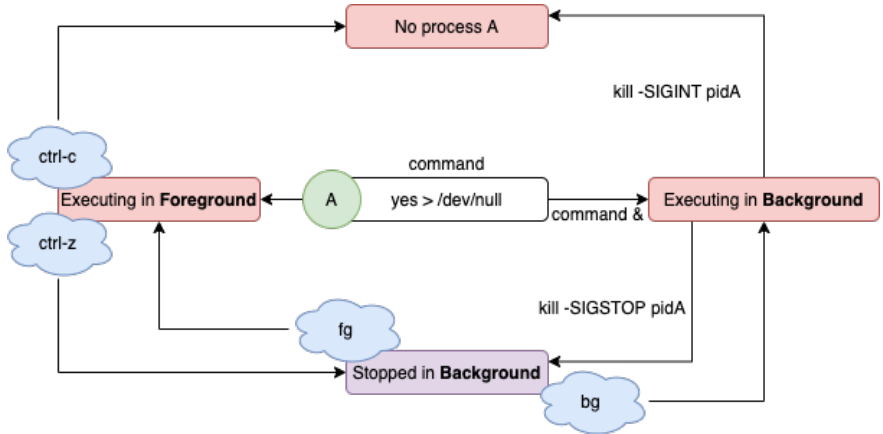 No process A
kill -SIGINT pidA
ctrl-c
command
Executing in Foreground
A
yes > /dev/null
command &
Executing in Background
ctrl-z
kill -SIGSTOP pidA
fg
Stopped in Background
bg